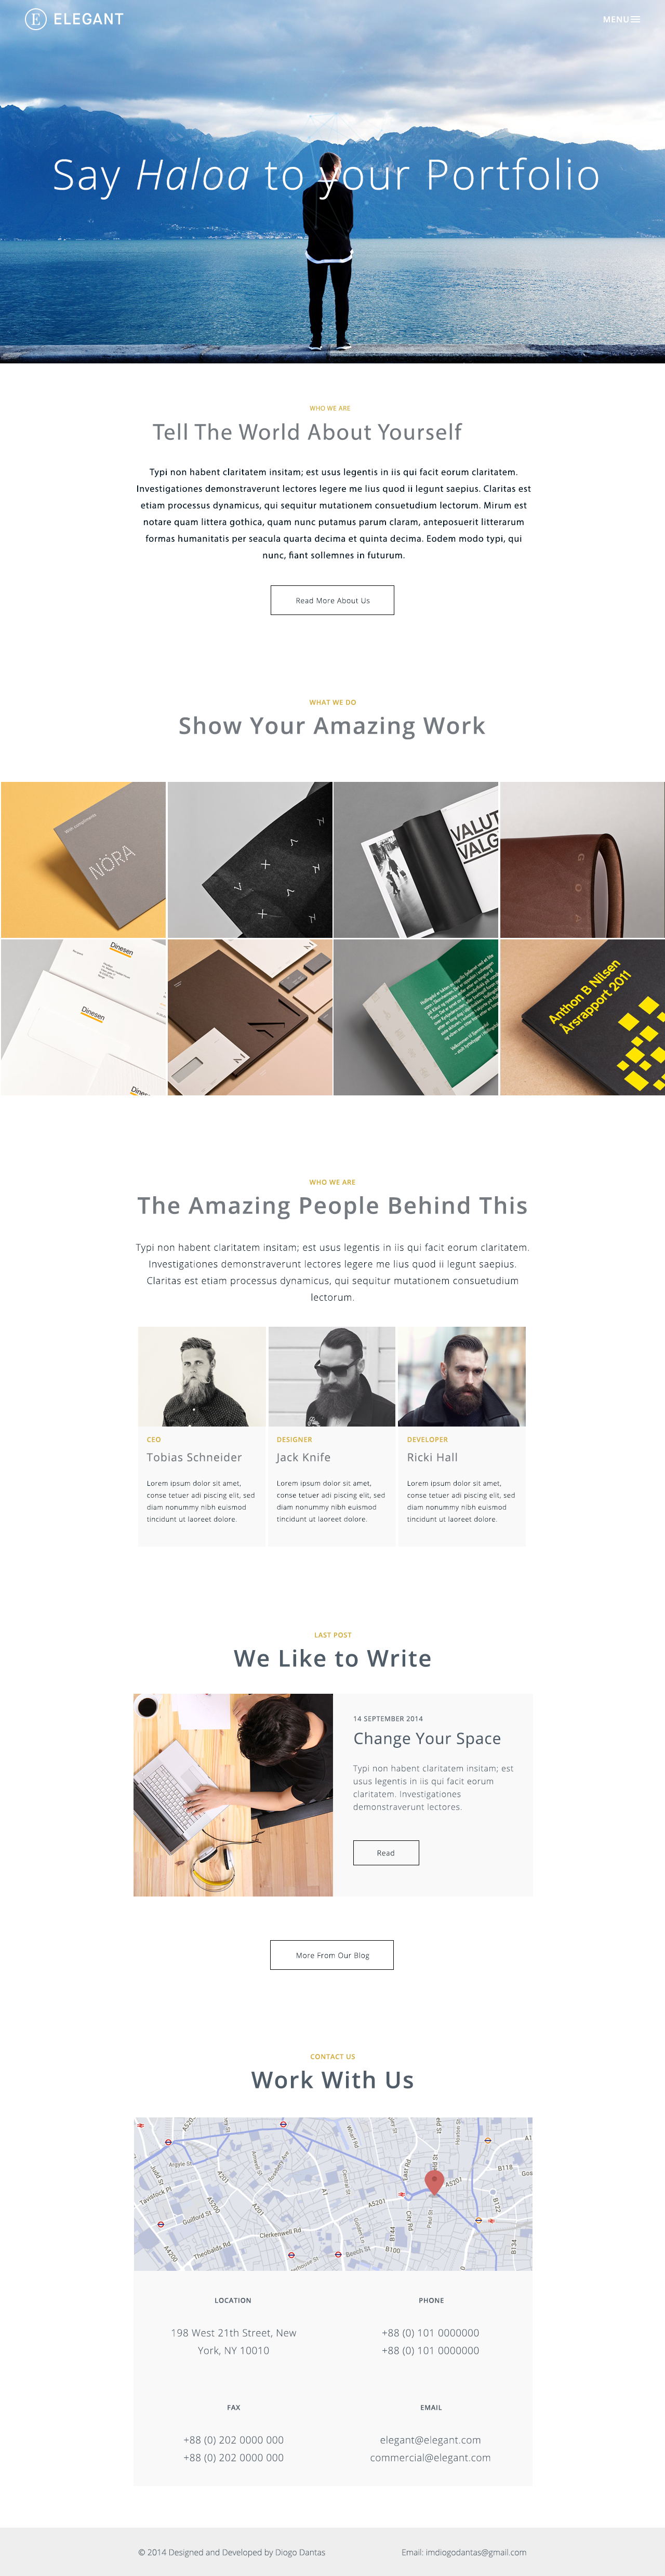 E ELEGANT
MENU
Say Haloa to your Portfolio
WHO WE ARE
Tell The World About Yourself
Typi non habent claritatem insitam; est usus legentis in iis qui facit eorum claritatem.
Investigationes demonstraverunt lectores legere me lius quod ii legunt saepius. Claritas est
etiam processus dynamicus, qui sequitur mutationem consuetudium lectorum. Mirum est
notare quam littera gothica, quam nunc putamus parum claram, anteposuerit litterarum
formas humanitatis per seacula quarta decima et quinta decima. Eodem modo typi, qui
nunc, fiant sollemnes in futurum.
Read More About Us
WHAT WE DO
Show Your Amazing Work
NÖRA
VALUT
VALG
Dinesen
Dinesen
Anthon B Nilsen
Årsrapport 2011
WHO WE ARE
The Amazing People Behind This
Typi non habent claritatem insitam; est usus legentis in iis qui facit eorum claritatem.
Investigationes demonstraverunt lectores legere me lius quod ii legunt saepius.
Claritas est etiam processus dynamicus, qui sequitur mutationem consuetudium
lectorum.
CEO
Tobias Schneider
Lorem ipsum dolor sit amet,
conse tetuer adi piscing elit, sed
diam nonummy nibh euismod
tincidunt ut laoreet dolore.
DESIGNER
Jack Knife
Lorem ipsum dolor sit amet,
conse tetuer adi piscing elit, sed
diam nonummy nibh euismod
tincidunt ut laoreet dolore.
DEVELOPER
Ricki Hall
Lorem ipsum dolor sit amet,
conse tetuer adi piscing elit, sed
diam nonummy nibh euismod
tincidunt ut laoreet dolore.
LAST POST
We Like to Write
14 SEPTEMBER 2014
Change Your Space
Typi non habent claritatem insitam; est
usus legentis in iis qui facit eorum
claritatem. Investigationes
demonstraverunt lectores.
Read
More From Our Blog
CONTACT US
Work With Us
Argyle St
Judd St
Tavistock Pl
A5200
Guilford St
A201
A201
A4200
Theobalds Rd
Clerkenwell Rd
A1
Beech St
A5201
A5201
City Rd
B144
B100
B118
B122
B134
A1
LOCATION
198 West 21th Street, New
York, NY 10010
PHONE
+88 (0) 101 0000000
+88 (0) 101 0000000
FAX
+88 (0) 202 0000 000
+88 (0) 202 0000 000
EMAIL
elegant@elegant.com
commercial@elegant.com
© 2014 Designed and Developed by Diogo Dantas
Email: imdiogodantas@gmail.com